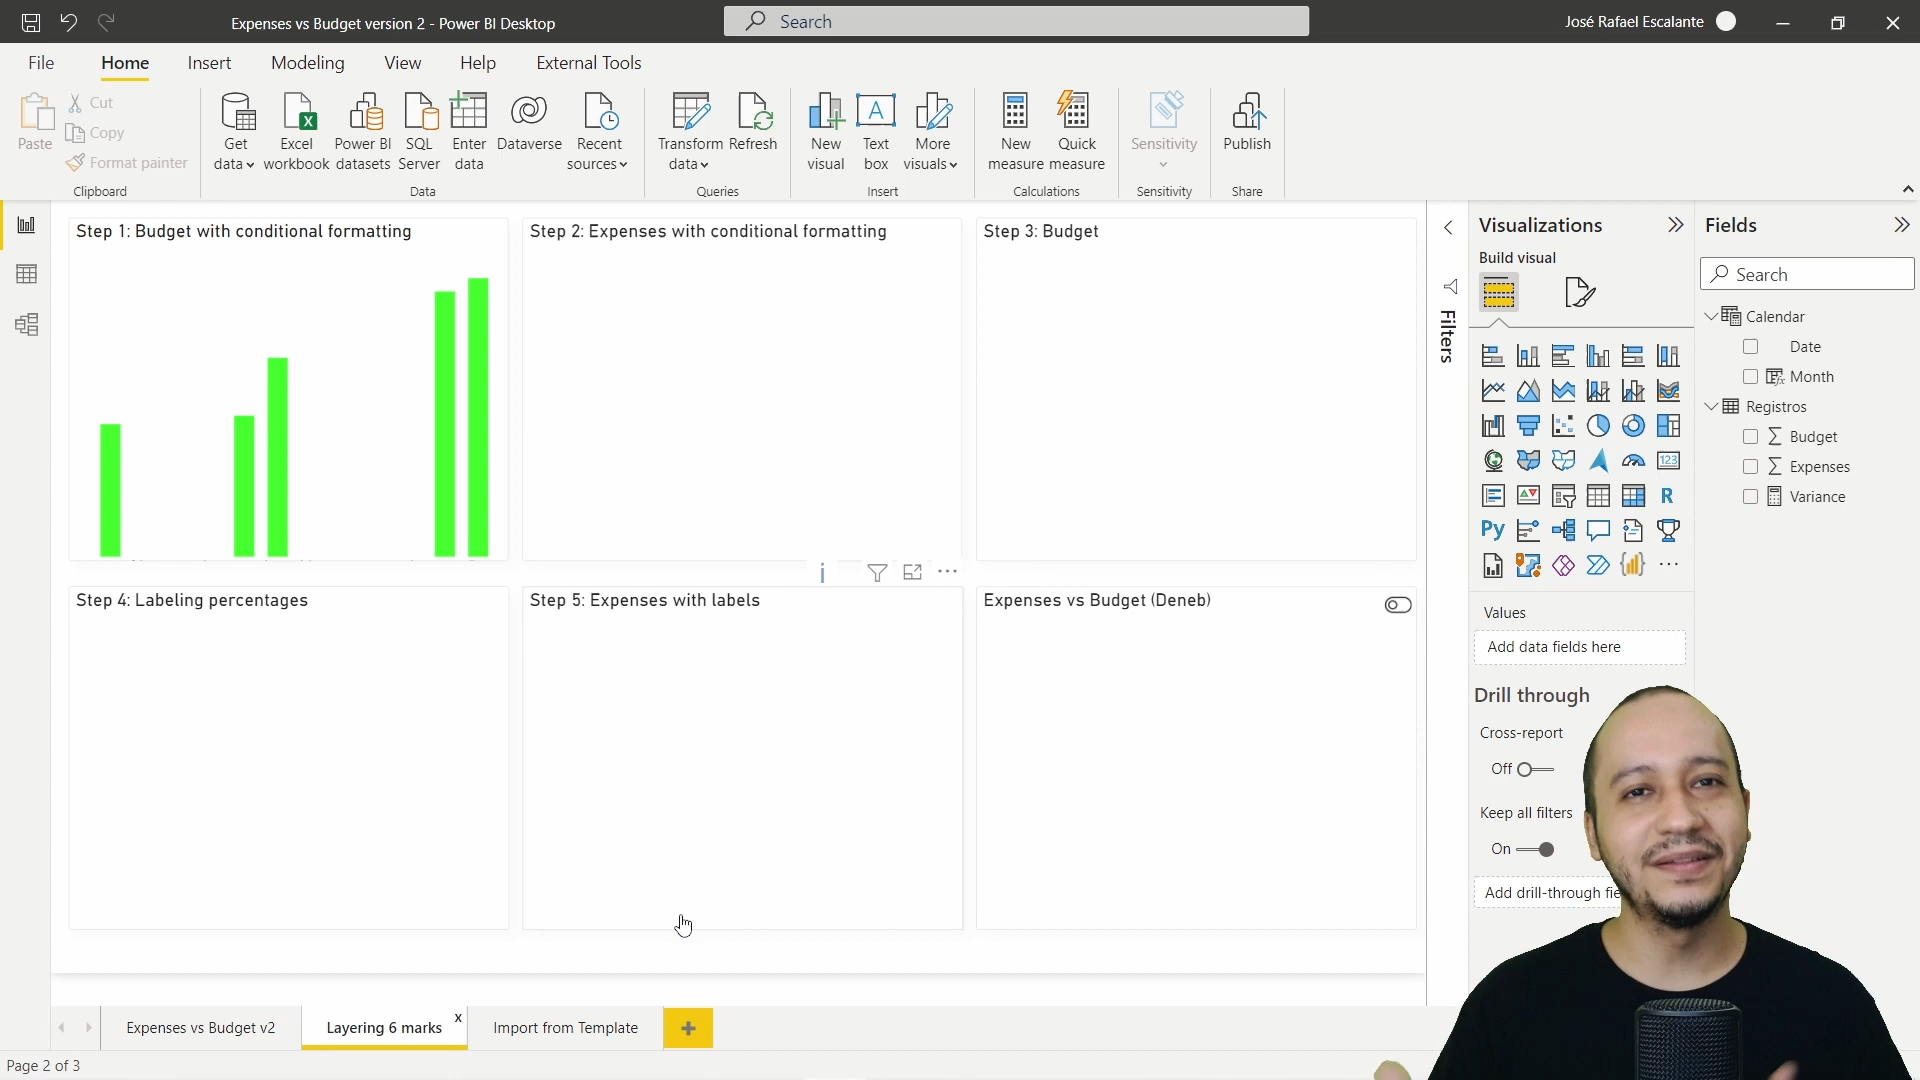 Expenses vs Budget version 2 - Power BI Desktop
Search
José Rafael Escalante
File
Home
Insert
Modeling
View
Help
External Tools
Paste
Cut
Copy
Format painter
Clipboard
Get
data
Excel
workbook
Power BI
datasets
SQL
Server
Enter
data
Dataverse
Recent
sources
Data
Transform
data
Refresh
Queries
New
visual
A
Text
box
More
visuals
Insert
New
measure
Quick
measure
Calculations
Sensitivity
Sensitivity
Publish
Share
Step 1: Budget with conditional formatting
Step 2: Expenses with conditional formatting
Step 3: Budget
Step 4: Labeling percentages
Step 5: Expenses with labels
Expenses vs Budget (Deneb)
Filters
Visualizations
Build visual
123
R
Py
Values
Add data fields here
Drill through
Cross-report
Off
Keep all filters
On
Add drill-through
Fields
Search
Calendar
Date
Month
Registros
Budget
Expenses
Variance
Expenses vs Budget v2
Layering 6 marks
x
Import from Template
Page 2 of 3